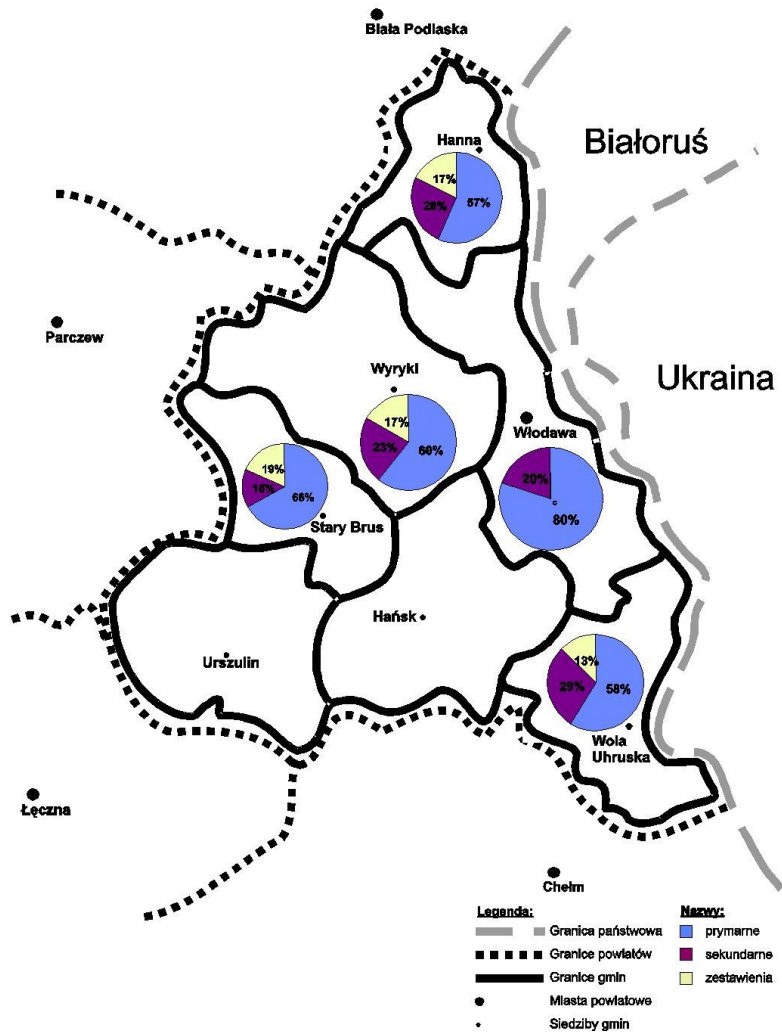 Biała Podlaska
Hanna
Białoruś
17%
28%
57%
Parczew
Ukraina
Wyryki
17%
23%
60%
Włodawa
20%
80%
19%
16%
66%
Stary Brus
Hańsk
Urszulin
13%
29%
58%
Wola
Uhruska
Łęczna
Chełm
Legenda:
Granica państwowa
Granice powiatów
Granice gmin
Miasta powiatowe
Siedziby gmin
Nazwy:
prymarne
sekundarne
zestawienia